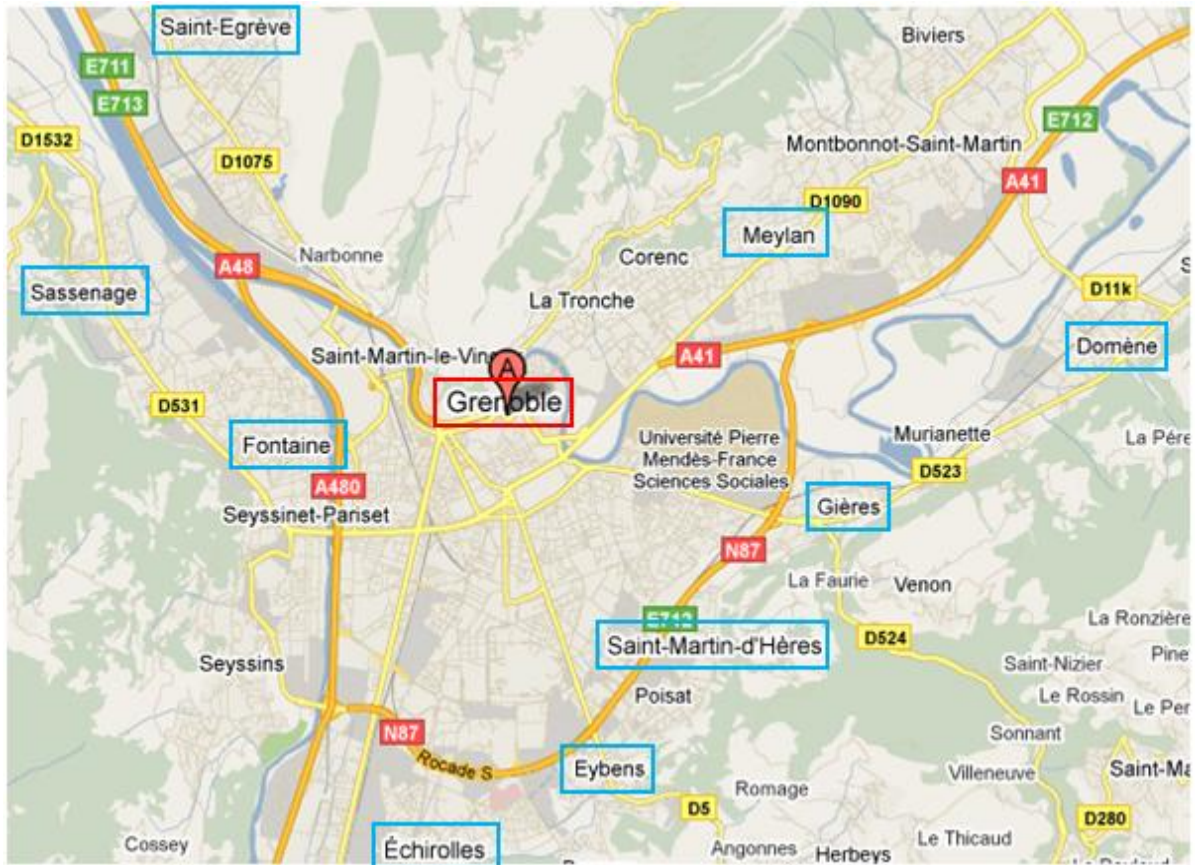 Saint-Egrève
Biviers
E711
E713
E712
D1532
D1075
Montbonnot-Saint-Martin
A41
D1090
Meylan
Narbonne
Corenc
A48
Sassenage
D11k
La Tronche
Saint-Martin-le-Vin
A41
Domène
A
D531
Grenoble
Fontaine
Université Pierre
Mendès-France
Sciences Sociales
Murianette
La Pére
D523
A480
Seyssinet-Pariset
Gières
N87
La Faurie
Venon
E712
La Ronzière
D524
Saint-Martin-d'Hères
Seyssins
Saint-Nizier
Pine
Poisat
Le Rossin
Le Per
N87
Sonnant
Rocade S
Eybens
Villeneuve
Saint-Ma
Romage
D5
D280
Cossey
Échirolles
Angonnes
Herbeys
Le Thicaud